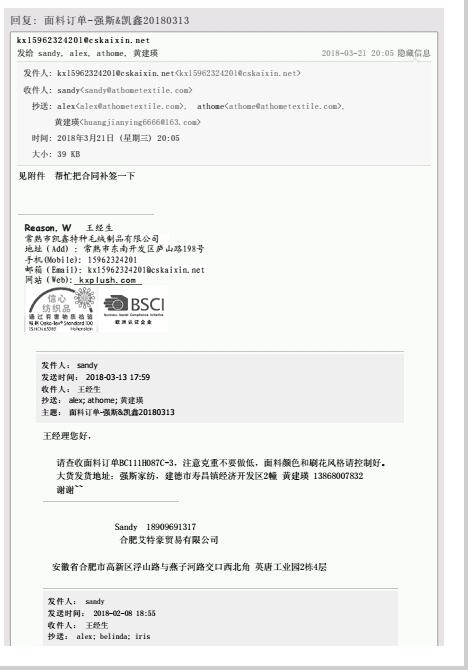 回复: 面料订单-强斯&凯鑫20180313
kx15962324201@cskaixin.net
发给 sandy, alex, athome, 黄建瑛 2018-03-21 20:05 隐藏信息
发件人: kx15962324201@cskaixin.net<kx15962324201@cskaixin.net>
收件人: sandy<sandy@athometextile.com>
抄送: alex<alex@athometextile.com>, athome<athome@athometextile.com>,
黄建瑛<huangjianying6666@163.com>
时间: 2018年3月21日 (星期三) 20:05
大小: 39 KB
见附件 帮忙把合同补签一下
Reason. W 王经生
常熟市凯鑫特种毛绒制品有限公司
地址 (Add) : 常熟市东南开发区庐山路198号
手机(Mobile): 15962324201
邮箱 (Email): kx15962324201@cskaixin.net
网站 (Web): kxplush.com
信心
纺织品
通过有害物质检验
BSCI
Business Social Compliance Initiative
欧洲认证企业
发件人: sandy
发送时间: 2018-03-13 17:59
收件人: 王经生
抄送: alex; athome; 黄建瑛
主题: 面料订单-强斯&凯鑫20180313
王经理您好,
请查收面料订单BC111H087C-3, 注意克重不要做低, 面料颜色和刷花风格请控制好。
大货发货地址: 强斯家纺, 建德市寿昌镇经济开发区2幢 黄建瑛 13868007832
谢谢~~
Sandy 18909691317
合肥艾特豪贸易有限公司
安徽省合肥市高新区浮山路与燕子河路交口西北角 英唐工业园2栋4层
发件人: sandy
发送时间: 2018-02-08 18:55
收件人: 王经生
抄送: alex; belinda; iris